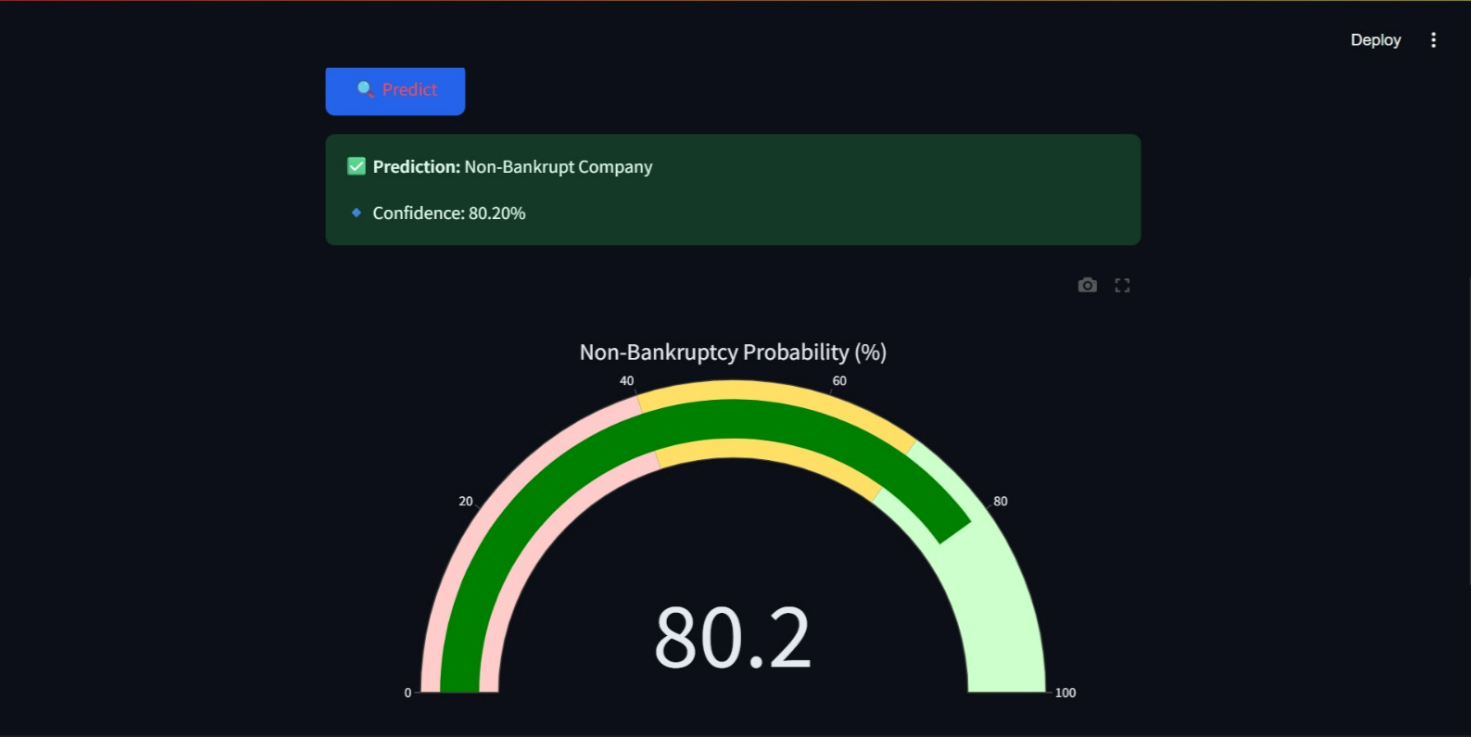 Deploy
🔍 Predict
✅ Prediction: Non-Bankrupt Company
🔹 Confidence: 80.20%
Non-Bankruptcy Probability (%)
40
60
20
80
80.2
0
100